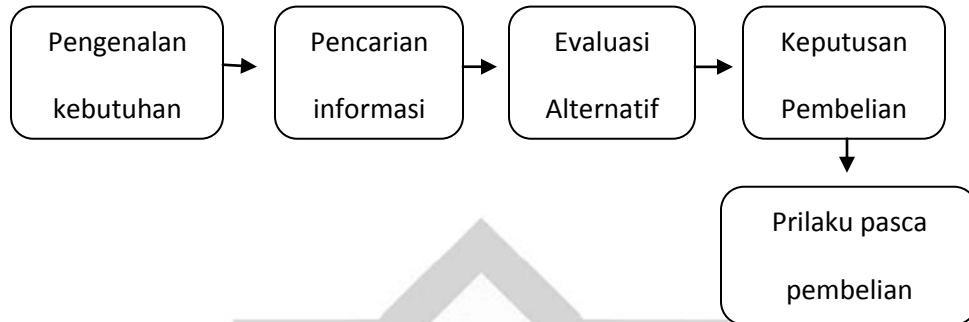 Pengenalan
kebutuhan
Pencarian
informasi
Evaluasi
Alternatif
Keputusan
Pembelian
Prilaku pasca
pembelian